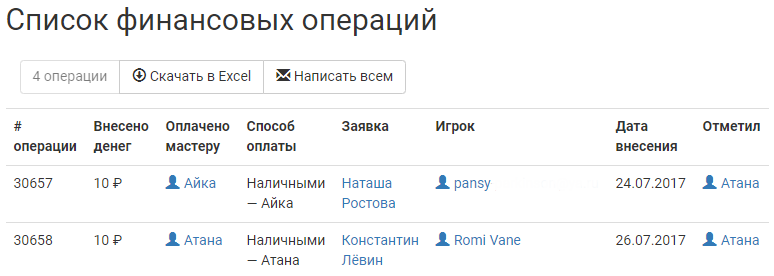 Список финансовых операций
4 операции Скачать в Excel Написать всем
# операции Внесено денег Оплачено мастеру Способ оплаты Заявка Игрок Дата внесения Отметил
30657 10 ₽ Айка Наличными — Айка Наташа Ростова pansy 24.07.2017 Атана
30658 10 ₽ Атана Наличными — Атана Константин Лёвин Romi Vane 26.07.2017 Атана